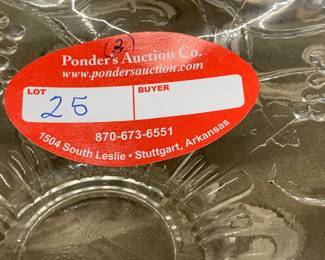 (2)
Ponder's Auction Co.
www.pondersauction.com
LOT BUYER
25
870-673-6551
1504 South Leslie • Stuttgart, Arkansas